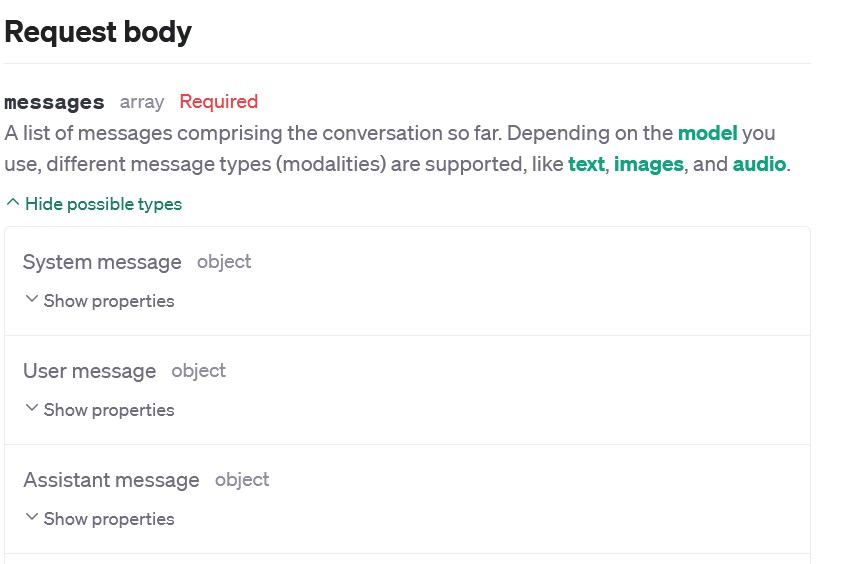 Request body
messages array Required
A list of messages comprising the conversation so far. Depending on the model you
use, different message types (modalities) are supported, like text, images, and audio.
Hide possible types
System message object
Show properties
User message object
Show properties
Assistant message object
Show properties